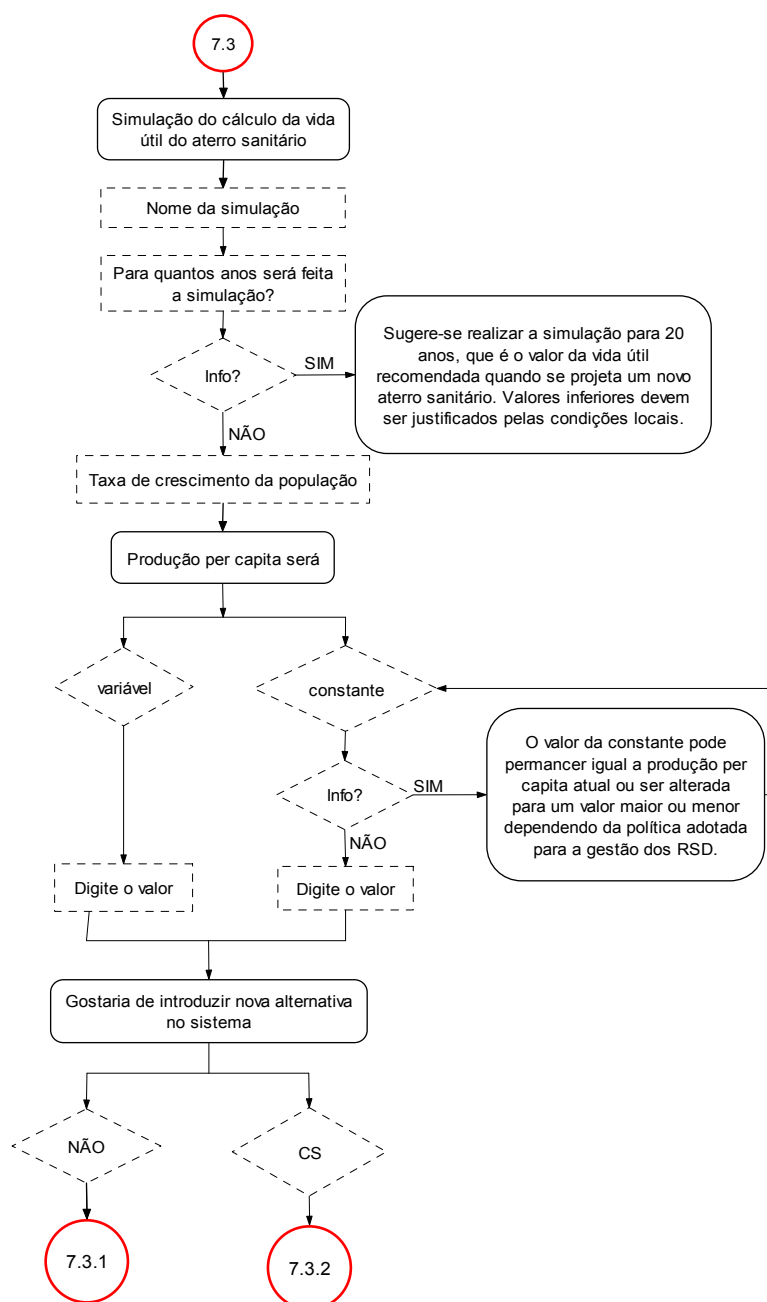 7.3
Simulação do cálculo da vida
útil do aterro sanitário
Nome da simulação
Para quantos anos será feita
a simulação?
Info?
SIM
Sugere-se realizar a simulação para 20
anos, que é o valor da vida útil
recomendada quando se projeta um novo
aterro sanitário. Valores inferiores devem
ser justificados pelas condições locais.
NÃO
Taxa de crescimento da população
Produção per capita será
variável
constante
Info?
SIM
O valor da constante pode
permancer igual a produção per
capita atual ou ser alterada
para um valor maior ou menor
dependendo da política adotada
para a gestão dos RSD.
NÃO
Digite o valor
Digite o valor
Gostaria de introduzir nova alternativa
no sistema
NÃO
CS
7.3.1
7.3.2